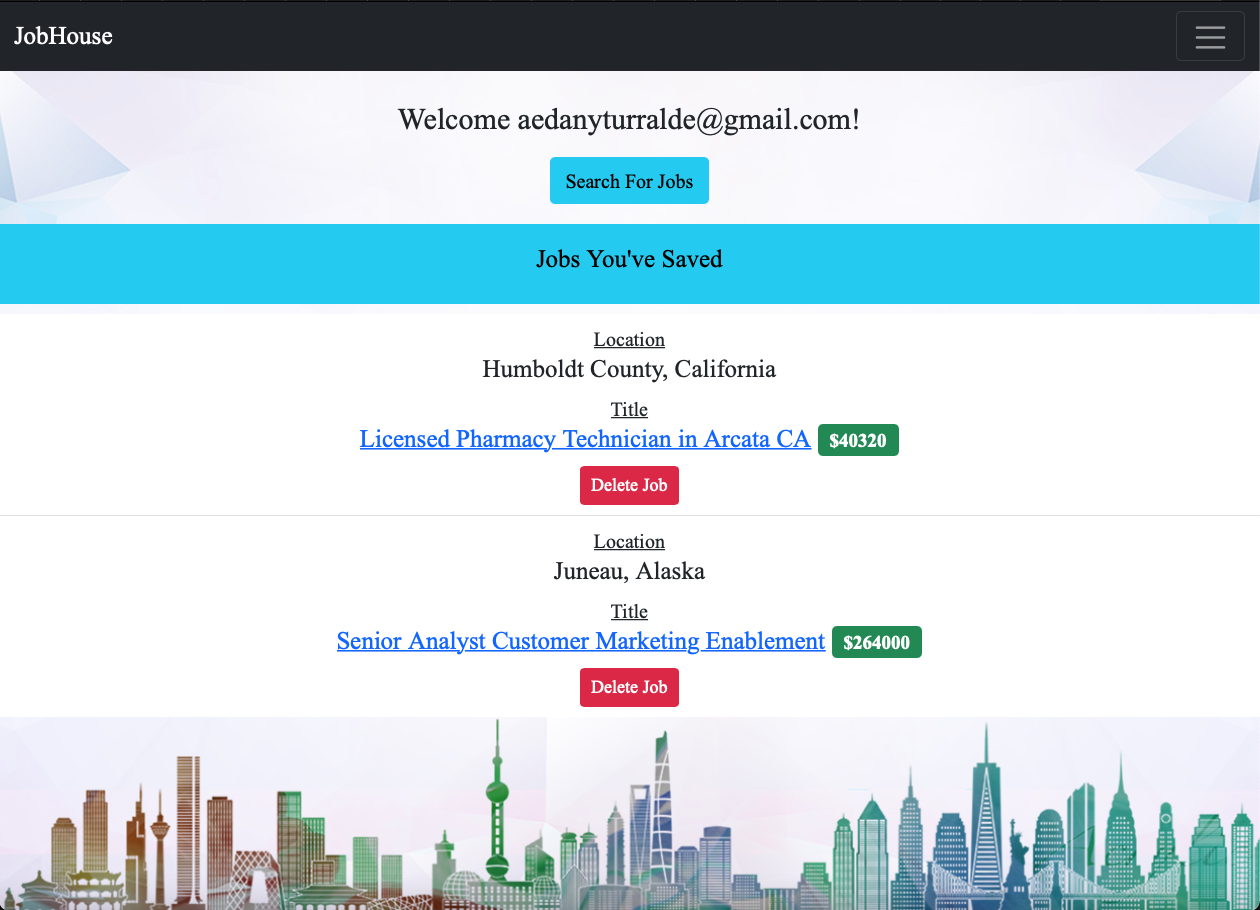 JobHouse
Welcome aedanyturralde@gmail.com!
Search For Jobs
Jobs You've Saved
Location
Humboldt County, California
Title
Licensed Pharmacy Technician in Arcata CA $40320
Delete Job
Location
Juneau, Alaska
Title
Senior Analyst Customer Marketing Enablement $264000
Delete Job